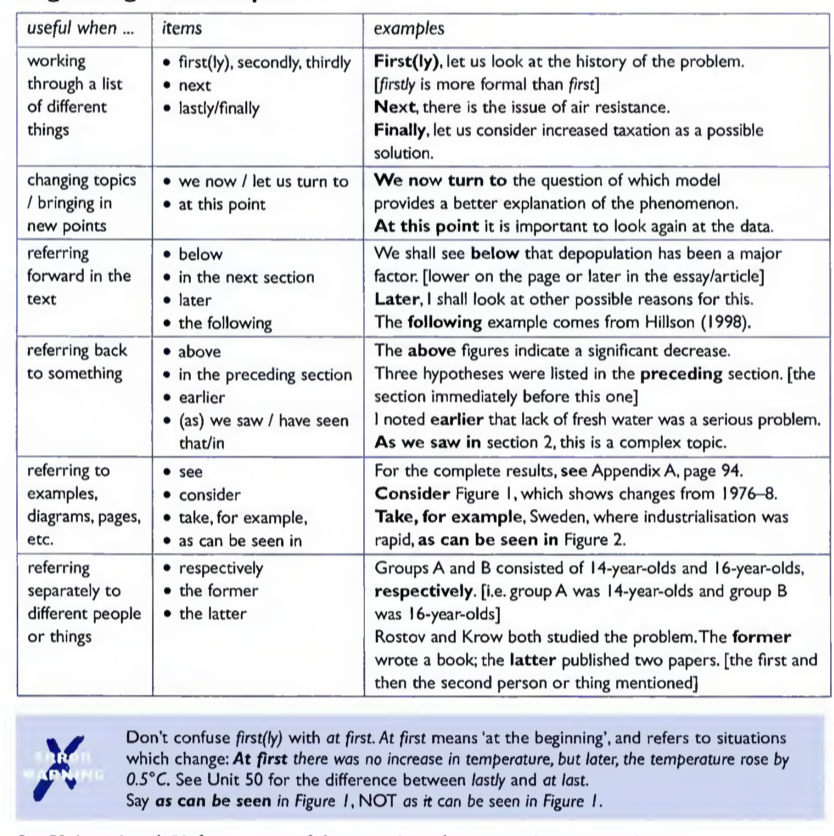 useful when ... items examples
working
through a list
of different
things
• first(ly), secondly, thirdly
• next
• lastly/finally
First(ly), let us look at the history of the problem.
[firstly is more formal than first]
Next, there is the issue of air resistance.
Finally, let us consider increased taxation as a possible
solution.
changing topics
/ bringing in
new points
• we now / let us turn to
• at this point
We now turn to the question of which model
provides a better explanation of the phenomenon.
At this point it is important to look again at the data.
referring
forward in the
text
• below
• in the next section
• later
• the following
We shall see below that depopulation has been a major
factor. [lower on the page or later in the essay/article]
Later, I shall look at other possible reasons for this.
The following example comes from Hillson (1998).
referring back
to something
• above
• in the preceding section
• earlier
• (as) we saw / have seen
that/in
The above figures indicate a significant decrease.
Three hypotheses were listed in the preceding section. [the
section immediately before this one]
I noted earlier that lack of fresh water was a serious problem.
As we saw in section 2, this is a complex topic.
referring to
examples,
diagrams, pages,
etc.
• see
• consider
• take, for example,
• as can be seen in
For the complete results, see Appendix A, page 94.
Consider Figure 1, which shows changes from 1976–8.
Take, for example, Sweden, where industrialisation was
rapid, as can be seen in Figure 2.
referring
separately to
different people
or things
• respectively
• the former
• the latter
Groups A and B consisted of 14-year-olds and 16-year-olds,
respectively. [i.e. group A was 14-year-olds and group B
was 16-year-olds]
Rostov and Krow both studied the problem. The former
wrote a book; the latter published two papers. [the first and
then the second person or thing mentioned]
ERROR
WARNING
Don't confuse first(ly) with at first. At first means 'at the beginning', and refers to situations
which change: At first there was no increase in temperature, but later, the temperature rose by
0.5°C. See Unit 50 for the difference between lastly and at last.
Say as can be seen in Figure 1, NOT as it can be seen in Figure 1.